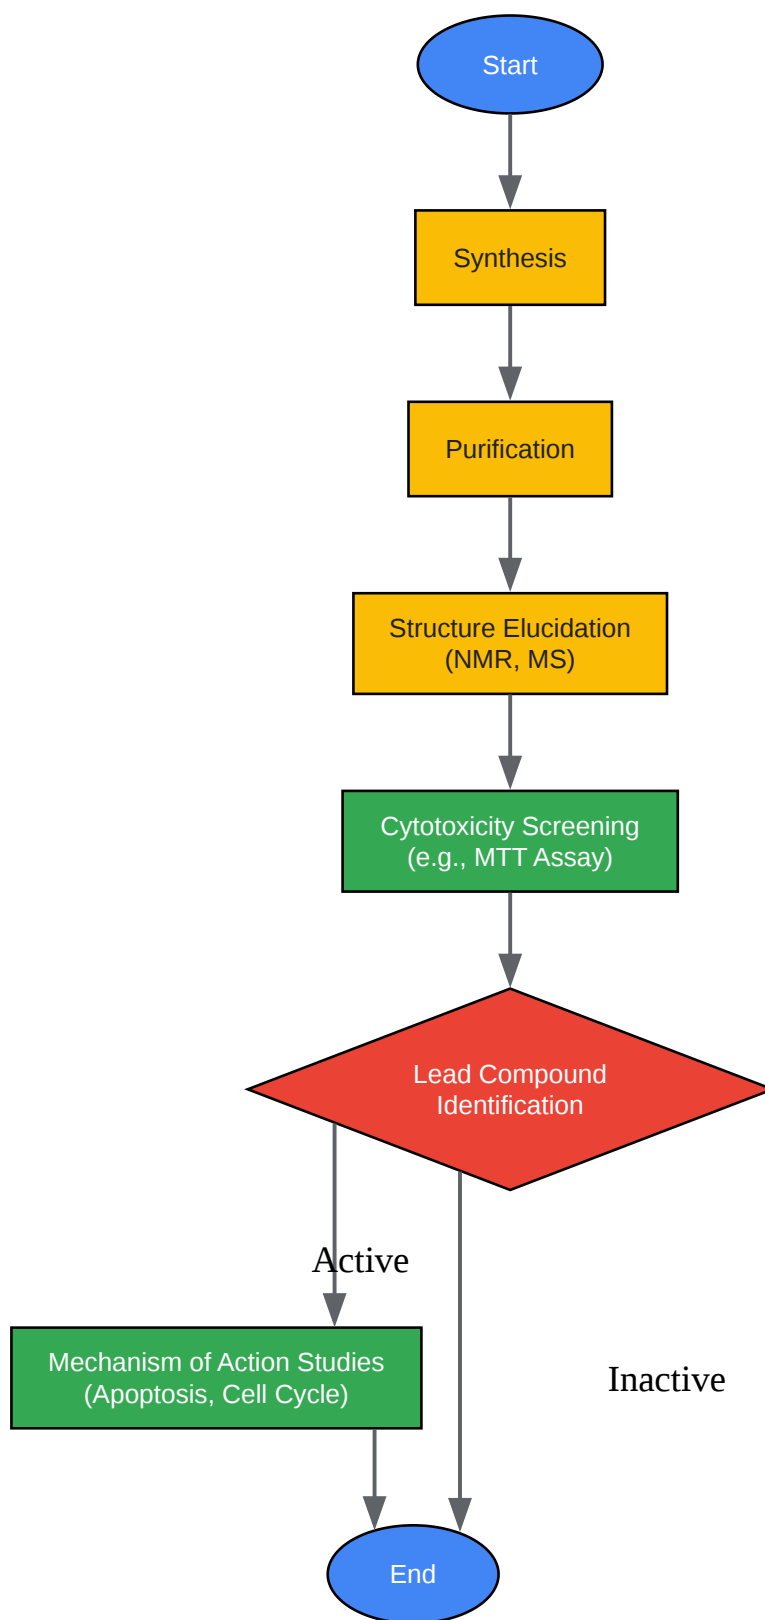 Start
Synthesis
Purification
Structure Elucidation
(NMR, MS)
Cytotoxicity Screening
(e.g., MTT Assay)
Lead Compound
Identification
Active
Mechanism of Action Studies
(Apoptosis, Cell Cycle)
Inactive
End